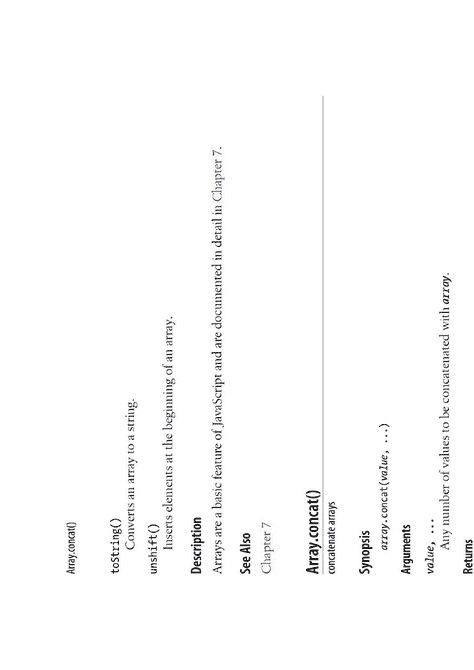 Array.concat()
toString()
Converts an array to a string.
unshift()
Inserts elements at the beginning of an array.
Description
Arrays are a basic feature of JavaScript and are documented in detail in Chapter 7.
See Also
Chapter 7
Array.concat()
concatenate arrays
Synopsis
array.concat(value, ...)
Arguments
value, ...
Any number of values to be concatenated with array.
Returns